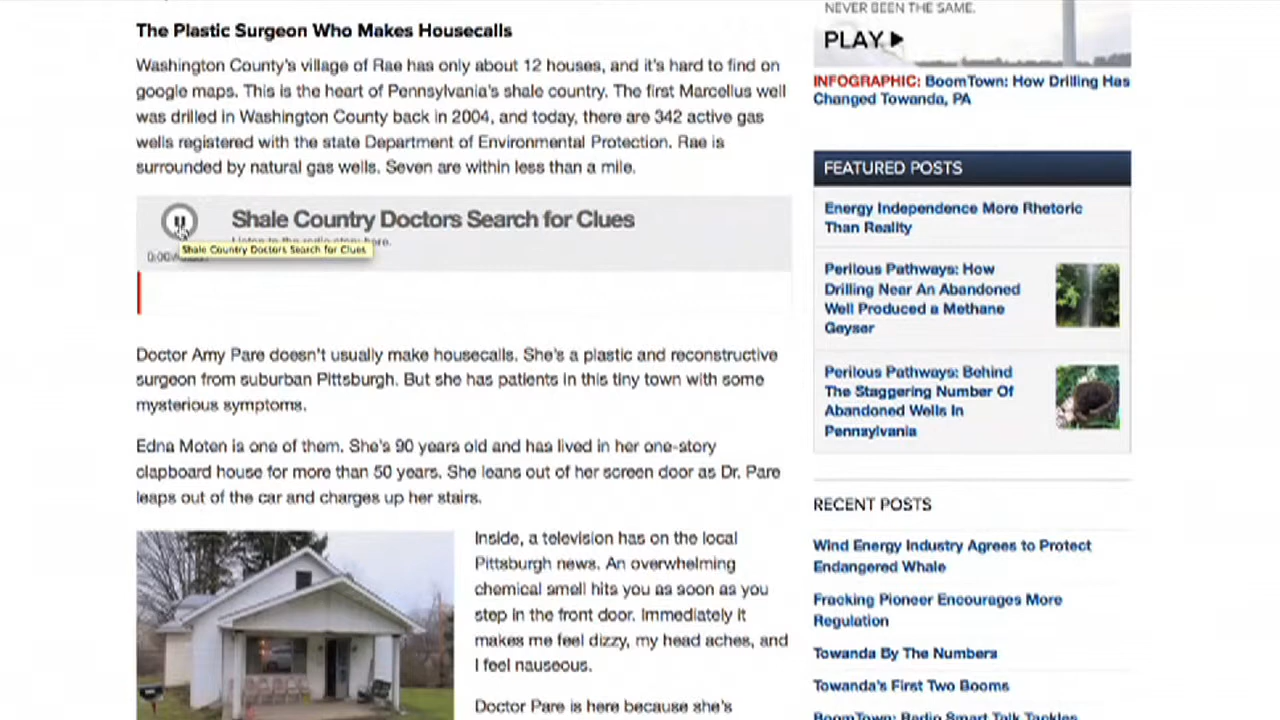 The Plastic Surgeon Who Makes Housecalls
Washington County's village of Rae has only about 12 houses, and it's hard to find on
google maps. This is the heart of Pennsylvania's shale country. The first Marcellus well
was drilled in Washington County back in 2004, and today, there are 342 active gas
wells registered with the state Department of Environmental Protection. Rae is
surrounded by natural gas wells. Seven are within less than a mile.
Shale Country Doctors Search for Clues
Listen to the radio story here.
Shale Country Doctors Search for Clues
0:00
Doctor Amy Pare doesn't usually make housecalls. She's a plastic and reconstructive
surgeon from suburban Pittsburgh. But she has patients in this tiny town with some
mysterious symptoms.
Edna Moten is one of them. She's 90 years old and has lived in her one-story
clapboard house for more than 50 years. She leans out of her screen door as Dr. Pare
leaps out of the car and charges up her stairs.
Inside, a television has on the local
Pittsburgh news. An overwhelming
chemical smell hits you as soon as you
step in the front door. Immediately it
makes me feel dizzy, my head aches, and
I feel nauseous.
Doctor Pare is here because she's
NEVER BEEN THE SAME.
PLAY
INFOGRAPHIC: BoomTown: How Drilling Has
Changed Towanda, PA
FEATURED POSTS
Energy Independence More Rhetoric
Than Reality
Perilous Pathways: How
Drilling Near An Abandoned
Well Produced a Methane
Geyser
Perilous Pathways: Behind
The Staggering Number Of
Abandoned Wells In
Pennsylvania
RECENT POSTS
Wind Energy Industry Agrees to Protect
Endangered Whale
Fracking Pioneer Encourages More
Regulation
Towanda By The Numbers
Towanda's First Two Booms
BoomTown: Radio Smart Talk Tackles